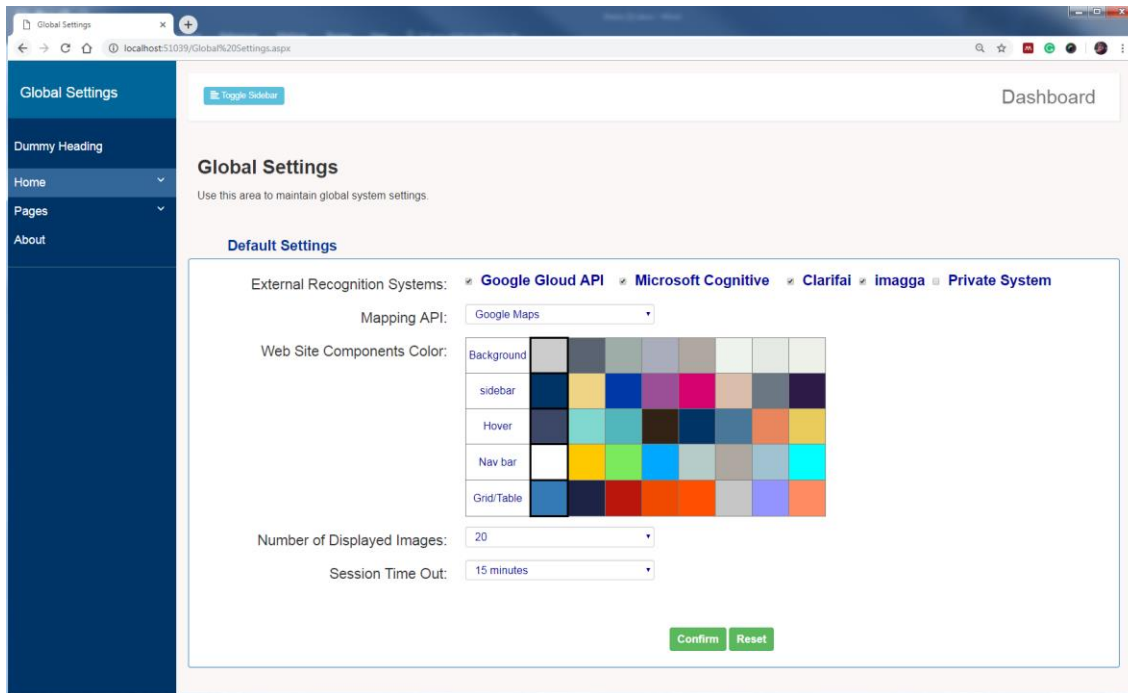 Global Settings
localhost:51039/Global%20Settings.aspx
Global Settings
Toggle Sidebar
Dashboard
Dummy Heading
Home
Pages
About
Global Settings
Use this area to maintain global system settings.
Default Settings
External Recognition Systems: Google Gloud API Microsoft Cognitive Clarifai imagga Private System
Mapping API: Google Maps
Web Site Components Color: Background
sidebar
Hover
Nav bar
Grid/Table
Number of Displayed Images: 20
Session Time Out: 15 minutes
Confirm Reset